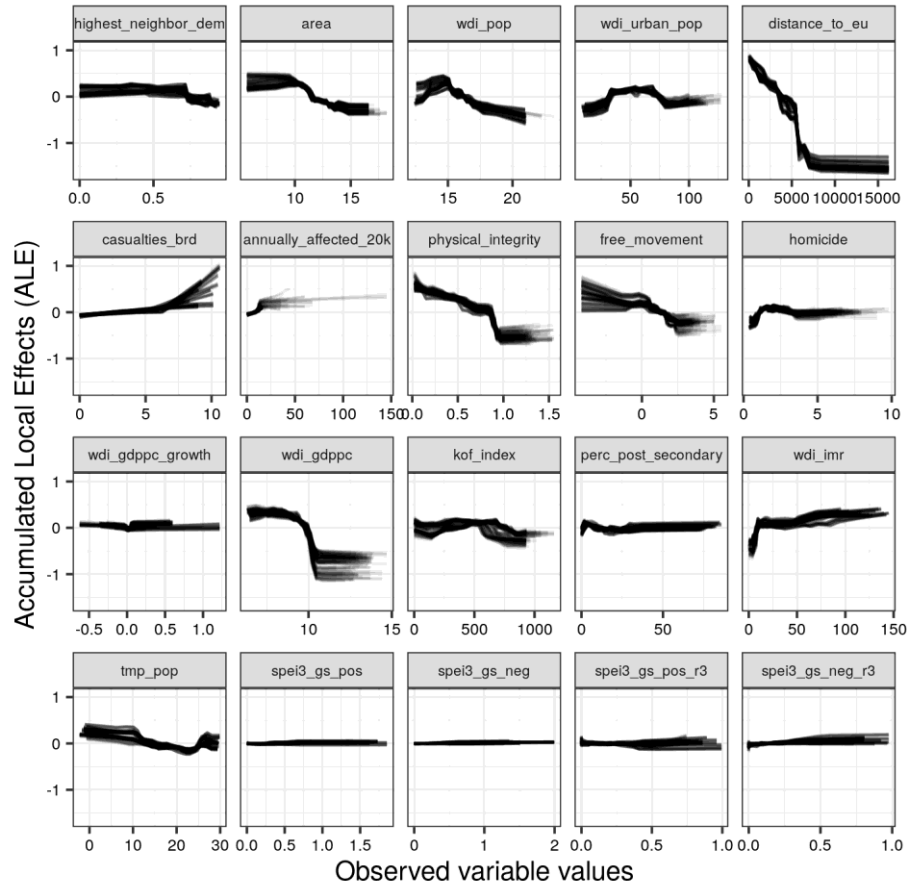 highest_neighbor_dem area wdi_pop wdi_urban_pop distance_to_eu
1
0
-1
0.0 0.5 10 15 15 20 0 50 100 0 5000 10000 15000
casualties_brd annually_affected_20k physical_integrity free_movement homicide
1
0
-1
0 5 10 0 50 100 145 0.0 0.5 1.0 1.5 0 5 0 5 10
wdi_gdppc_growth wdi_gdppc kof_index perc_post_secondary wdi_imr
1
0
-1
-0.5 0.0 0.5 1.0 10 15 0 500 1000 0 50 0 50 100 150
tmp_pop spei3_gs_pos spei3_gs_neg spei3_gs_pos_r3 spei3_gs_neg_r3
1
0
-1
0 10 20 30 0.0 0.5 1.0 1.5 0 1 2 0.0 0.5 1.0 0.0 0.5 1.0
Accumulated Local Effects (ALE)
Observed variable values